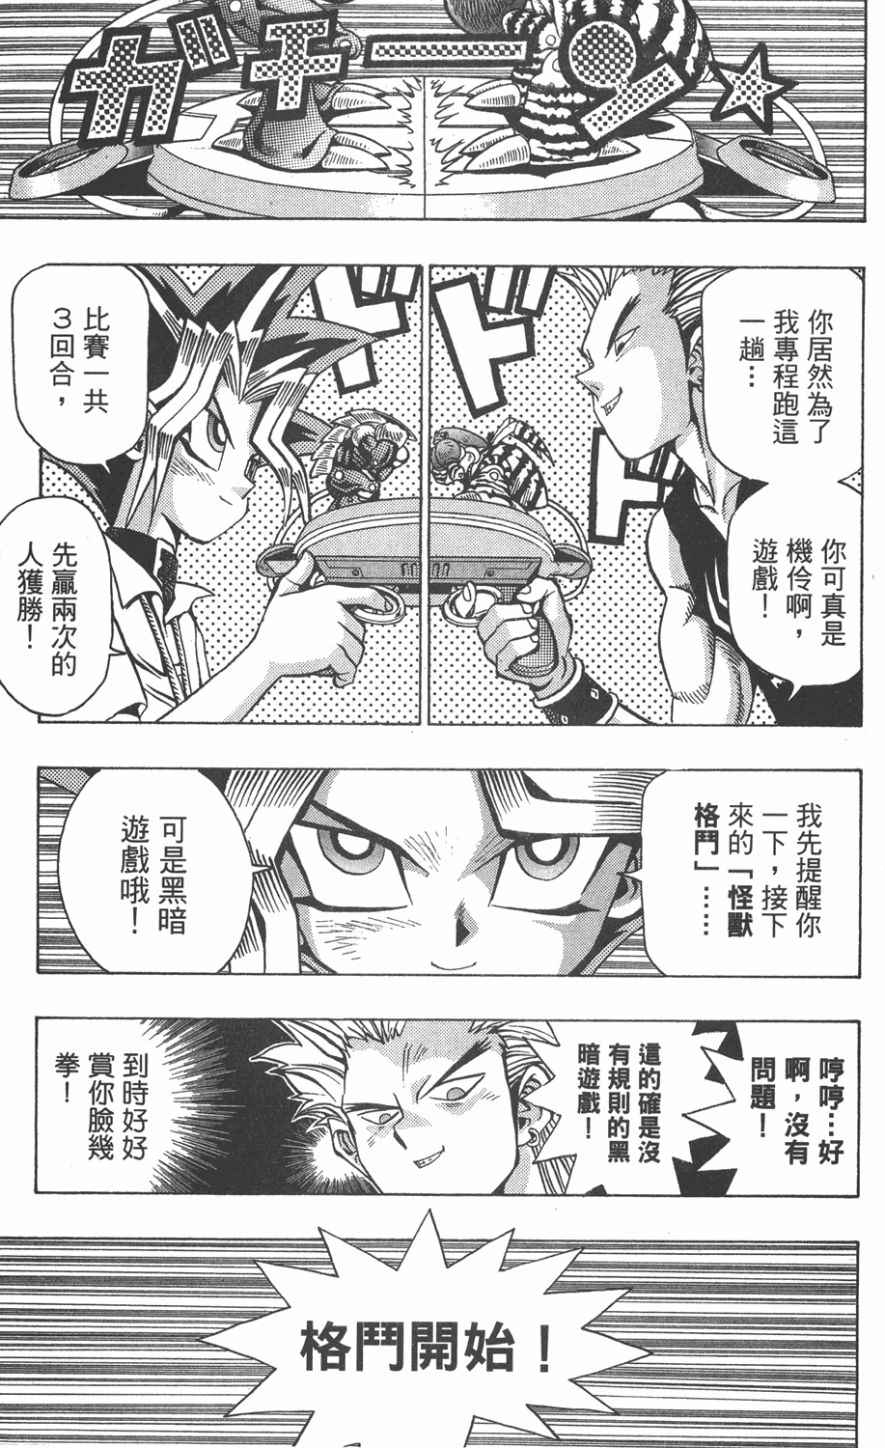 ガチーン☆
ドドド
你居然為了
我專程跑這
一趟…
你可真是
機伶啊，
遊戲！
比賽一共
3回合，
先贏兩次的
人獲勝！
我先提醒你
一下，接下
來的「怪獸
格鬥」……
可是黑暗
遊戲哦！
哼哼…好
啊，沒有
問題！
這的確是沒
有規則的黑
暗遊戲！
到時好好
賞你臉幾
拳！
格鬥開始！